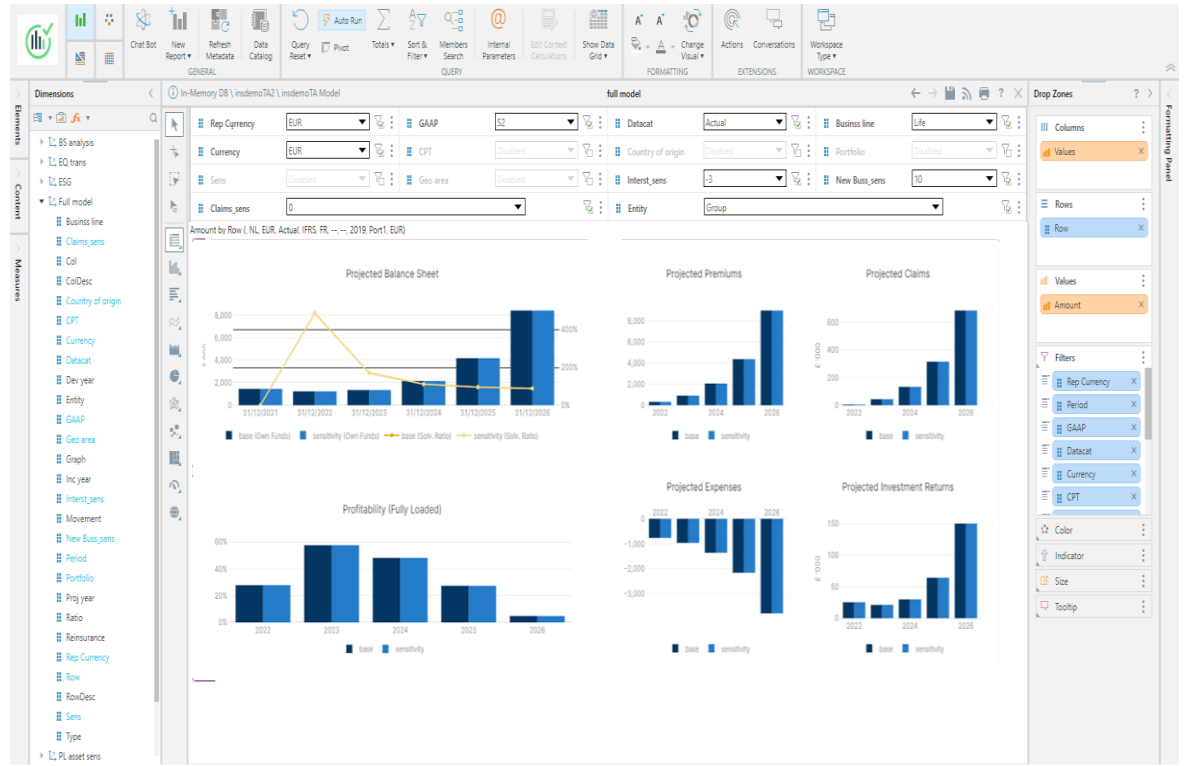 Chat Bot
New Report ▾
Refresh Metadata
Data Catalog
GENERAL
Query Reset ▾
Auto Run
Pivot
Totals ▾
Sort & Filter ▾
Members Search
Internal Parameters
Edit Context Calculations
Show Data Grid ▾
QUERY
Change Visual ▾
FORMATTING
Actions
Conversations
EXTENSIONS
Workspace Type ▾
WORKSPACE
Elements
Content
Measures
Dimensions
BS analysis
EQ trans
ESG
Full model
Businss line
Claims_sens
Col
ColDesc
Country of origin
CPT
Currency
Datacat
Dev year
Entity
GAAP
Geo area
Graph
Inc year
Interst_sens
Movement
New Buss_sens
Period
Portfolio
Proj year
Ratio
Reinsurance
Rep Currency
Row
RowDesc
Sens
Type
PL asset sens
In-Memory DB \ insdemoTA2 \ insdemoTA Model
full model
Rep Currency EUR GAAP S2 Datacat Actual Businss line Life
Currency EUR CPT Disabled Country of origin Disabled Portfolio Disabled
Sens Disabled Geo area Disabled Interst_sens -3 New Buss_sens 10
Claims_sens 0 Entity Group
Amount by Row (, NL, EUR, Actual, IFRS, FR, --, --, 2019, Port1, EUR)
Projected Balance Sheet
8,000
6,000
4,000
2,000
0
400%
200%
0%
31/12/2021 31/12/2022 31/12/2023 31/12/2024 31/12/2025 31/12/2026
base (Own Funds) sensitivity (Own Funds) base (Solv. Ratio) sensitivity (Solv. Ratio)
Projected Premiums
8,000
6,000
4,000
2,000
0
2022 2024 2026
base sensitivity
Projected Claims
600
400
200
0
2022 2024 2026
base sensitivity
Profitability (Fully Loaded)
60%
40%
20%
0%
2022 2023 2024 2025 2026
base sensitivity
Projected Expenses
2022 2024 2026
0
-1,000
-2,000
-3,000
base sensitivity
Projected Investment Returns
150
100
50
0
2022 2024 2026
base sensitivity
Drop Zones
Columns
Values
Rows
Row
Values
Amount
Filters
Rep Currency
Period
GAAP
Datacat
Currency
CPT
Color
Indicator
Size
Tooltip
Formatting Panel